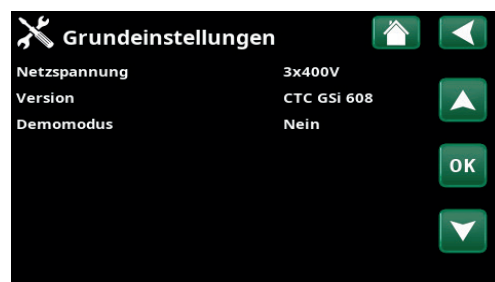 Grundeinstellungen
Netzspannung 3x400V
Version CTC GSi 608
Demomodus Nein
OK